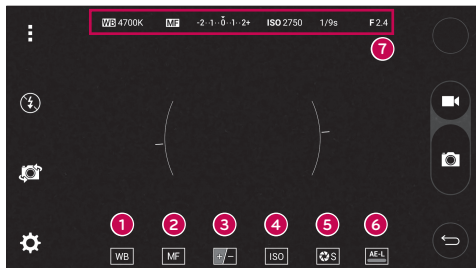 WB 4700K MF -2··1··0··1··2+ ISO 2750 1/9s F 2.4
7
1 2 3 4 5 6
WB MF +/- ISO S AE-L